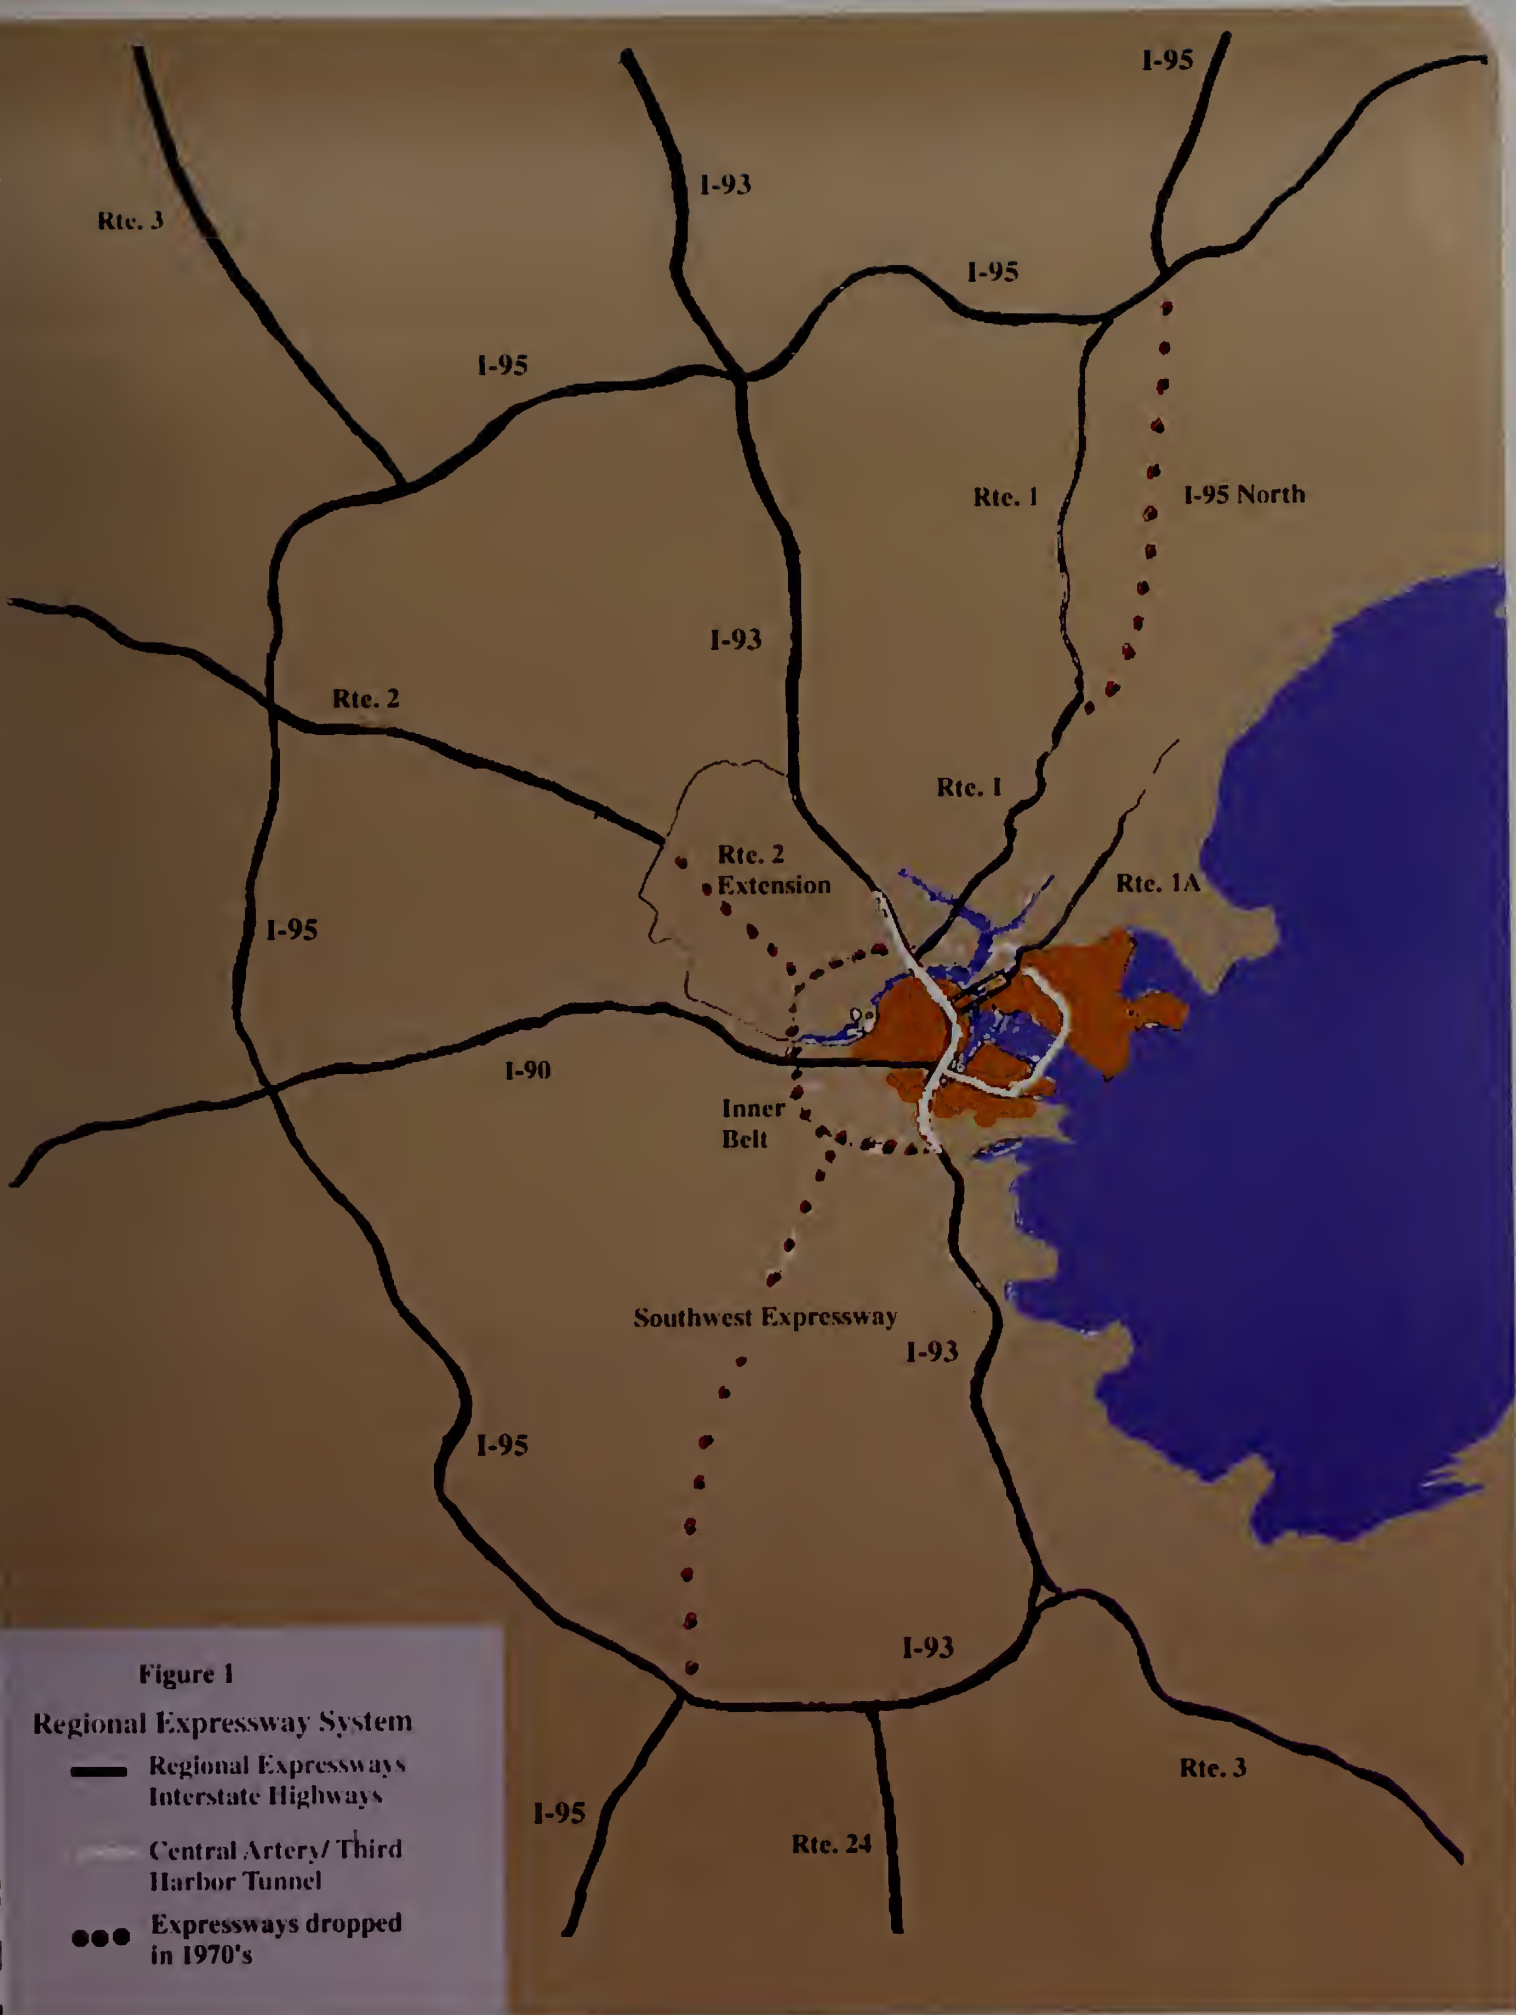 I-95
I-93
Rte. 3
I-95
I-95
Rte. 1
I-95 North
I-93
Rte. 2
Rte. 1
Rte. 2
Extension
Rte. 1A
I-95
I-90
Inner
Belt
Southwest Expressway
I-93
I-95
I-93
Figure 1
Regional Expressway System
Regional Expressways
Interstate Highways
Central Artery/ Third
Harbor Tunnel
Expressways dropped
in 1970's
Rte. 3
I-95
Rte. 24